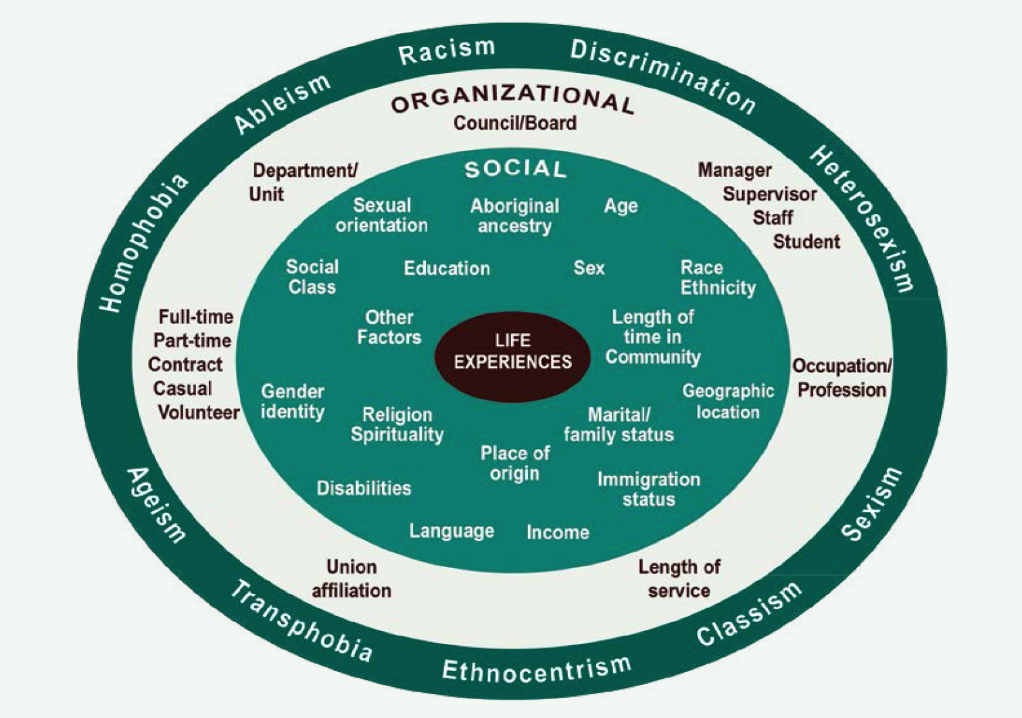 Racism
Discrimination
Ableism
Heterosexism
Homophobia
Sexism
Ageism
Classism
Transphobia
Ethnocentrism
ORGANIZATIONAL
Council/Board
Department/
Unit
Manager
Supervisor
Staff
Student
Full-time
Part-time
Contract
Casual
Volunteer
Occupation/
Profession
Union
affiliation
Length of
service
SOCIAL
Sexual
orientation
Aboriginal
ancestry
Age
Social
Class
Education
Sex
Race
Ethnicity
Other
Factors
Length of
time in
Community
Gender
identity
Religion
Spirituality
Marital/
family status
Geographic
location
Place of
origin
Disabilities
Immigration
status
Language
Income
LIFE
EXPERIENCES